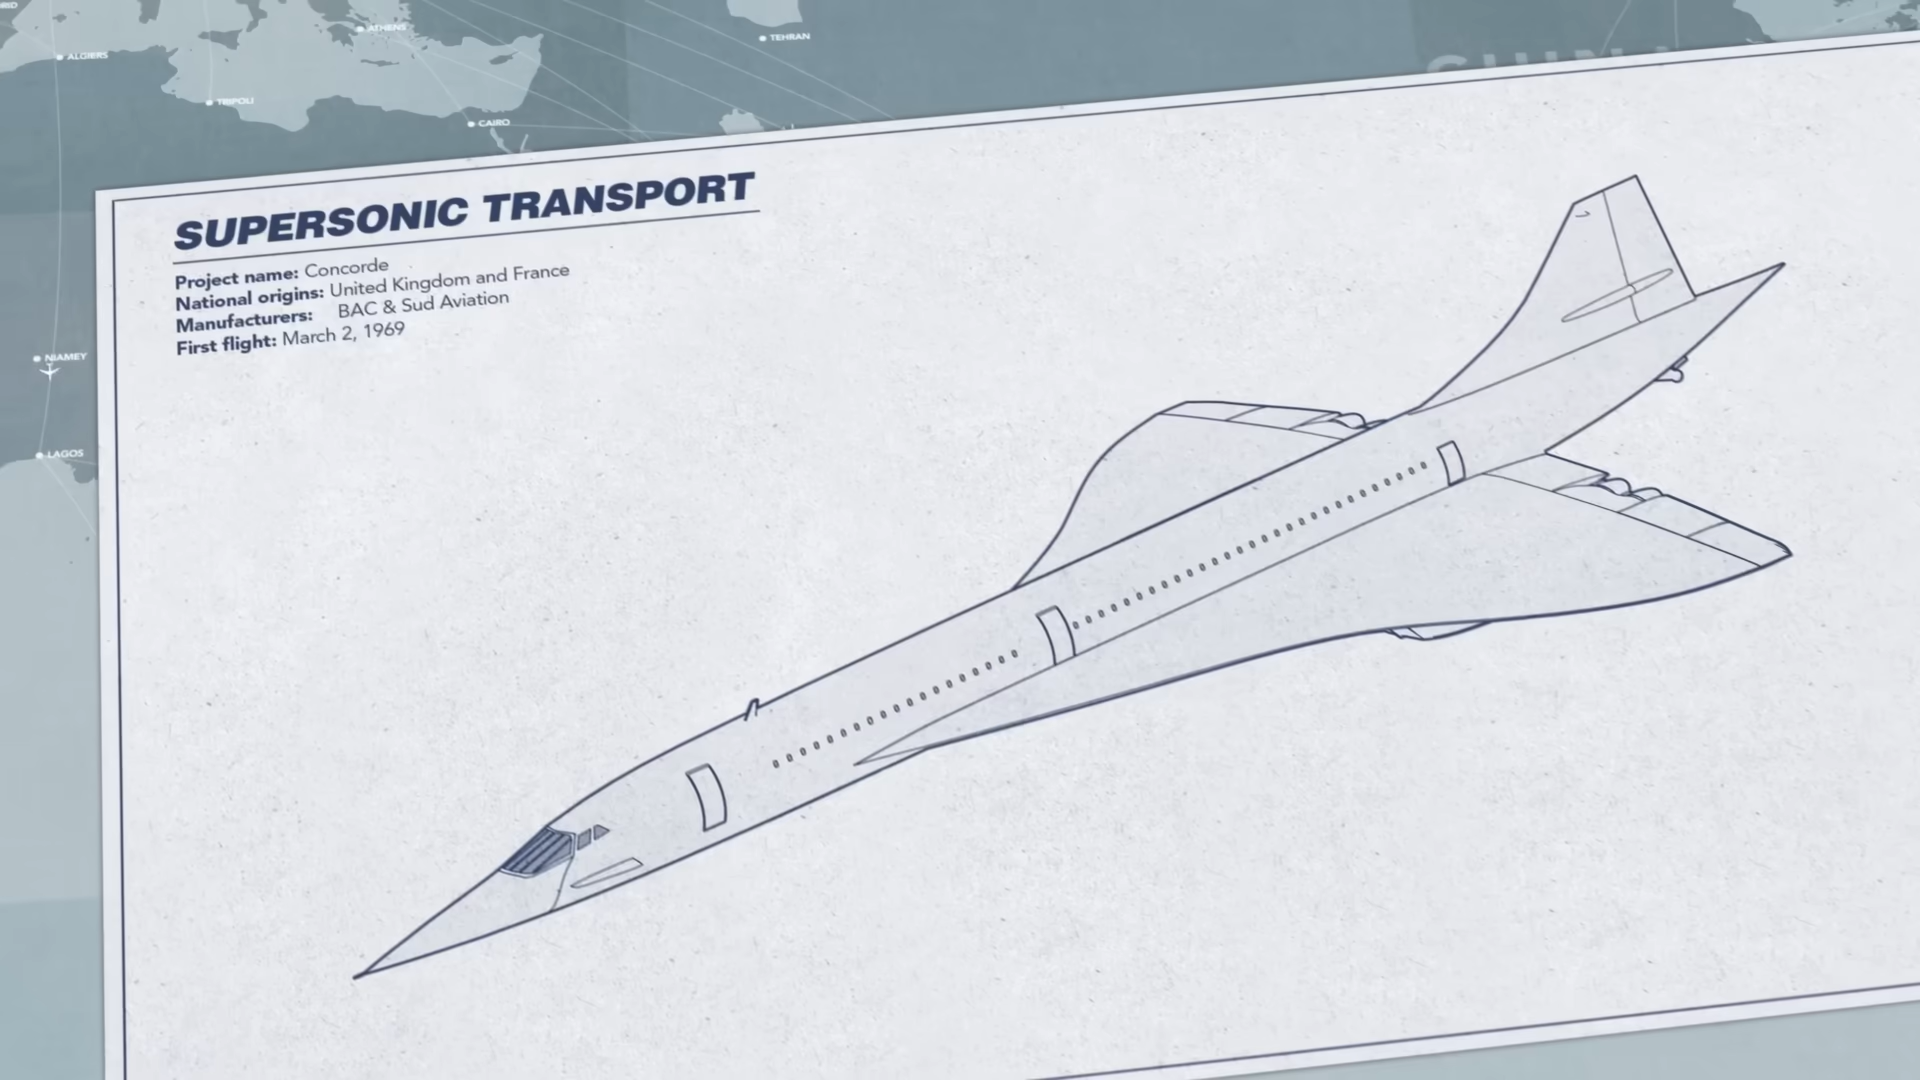 ALGIERS
ATHENS
TEHRAN
TRIPOLI
CAIRO
SUPERSONIC TRANSPORT
Project name: Concorde
National origins: United Kingdom and France
Manufacturers: BAC & Sud Aviation
First flight: March 2, 1969
NIAMEY
LAGOS